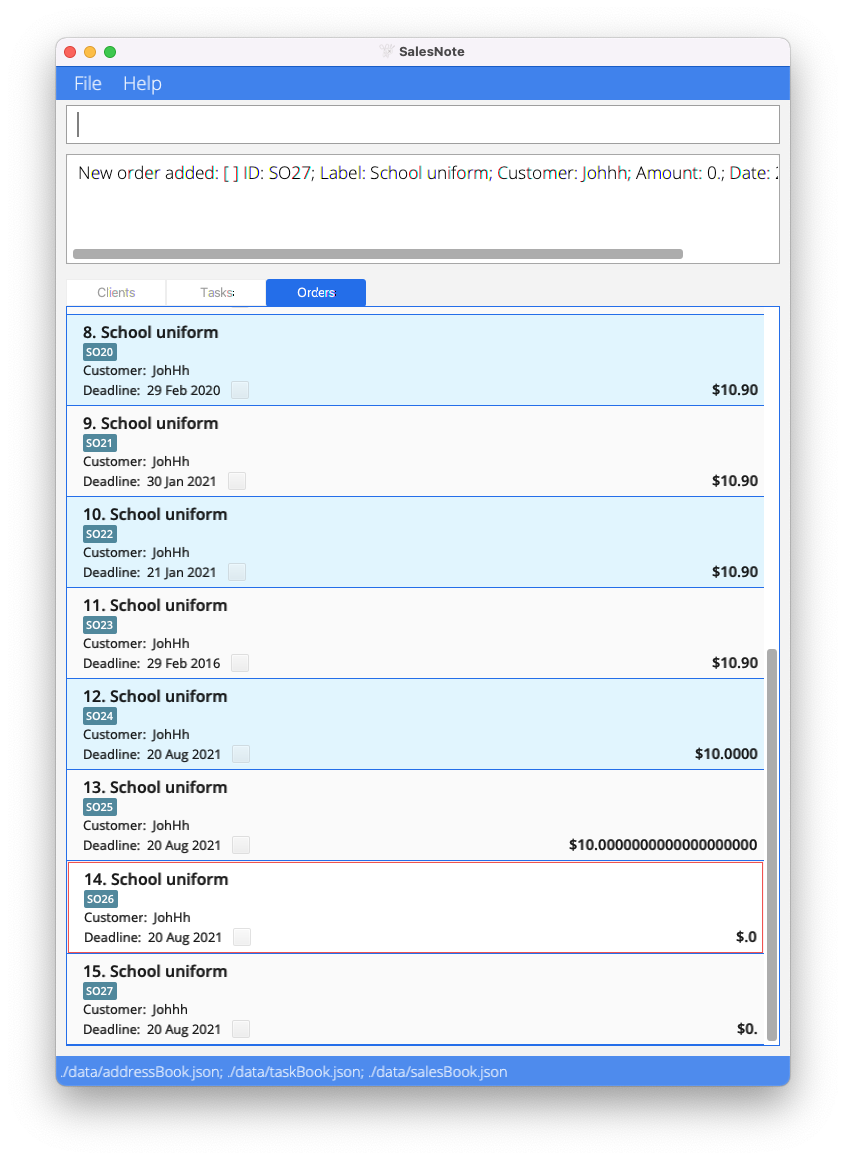 SalesNote
File Help
New order added: [ ] ID: SO27; Label: School uniform; Customer: Johhh; Amount: 0.; Date:
Clients Tasks Orders
8. School uniform
SO20
Customer: JohHh
Deadline: 29 Feb 2020 $10.90
9. School uniform
SO21
Customer: JohHh
Deadline: 30 Jan 2021 $10.90
10. School uniform
SO22
Customer: JohHh
Deadline: 21 Jan 2021 $10.90
11. School uniform
SO23
Customer: JohHh
Deadline: 29 Feb 2016 $10.90
12. School uniform
SO24
Customer: JohHh
Deadline: 20 Aug 2021 $10.0000
13. School uniform
SO25
Customer: JohHh
Deadline: 20 Aug 2021 $10.0000000000000000000
14. School uniform
SO26
Customer: JohHh
Deadline: 20 Aug 2021 $.0
15. School uniform
SO27
Customer: Johhh
Deadline: 20 Aug 2021 $0.
./data/addressBook.json; ./data/taskBook.json; ./data/salesBook.json